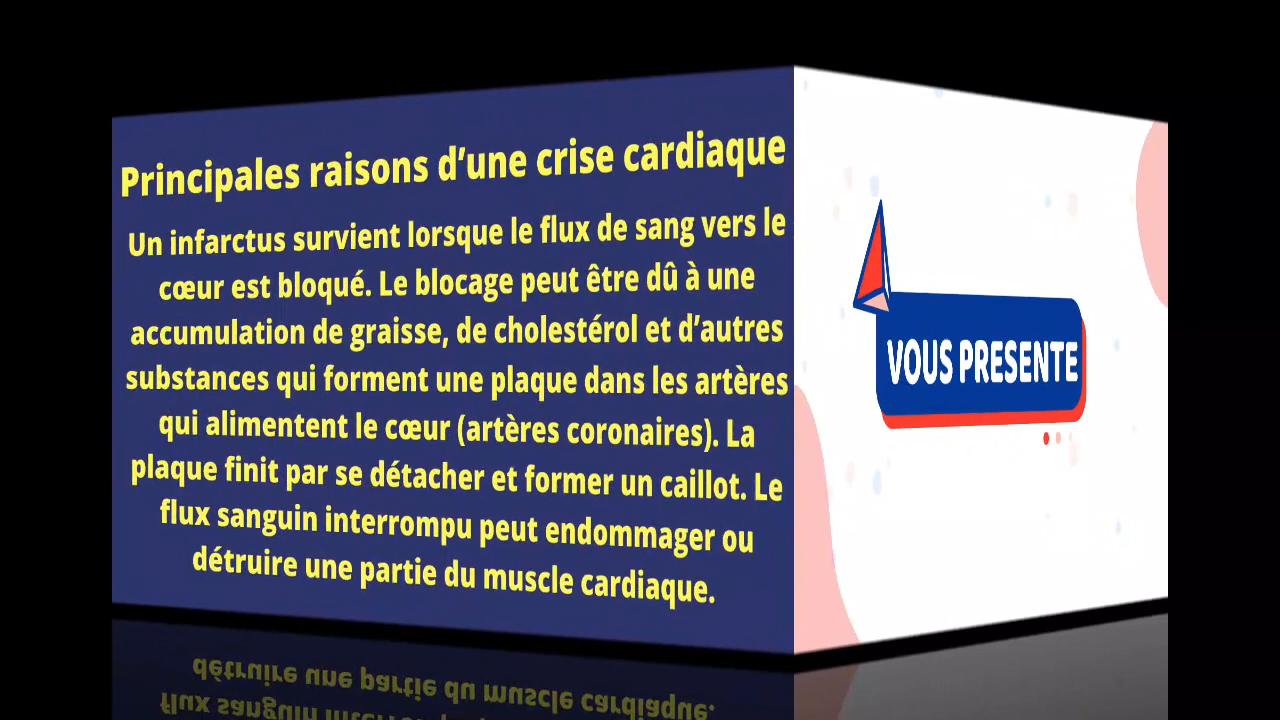 Principales raisons d’une crise cardiaque
Un infarctus survient lorsque le flux de sang vers le
cœur est bloqué. Le blocage peut être dû à une
accumulation de graisse, de cholestérol et d’autres
substances qui forment une plaque dans les artères
qui alimentent le cœur (artères coronaires). La
plaque finit par se détacher et former un caillot. Le
flux sanguin interrompu peut endommager ou
détruire une partie du muscle cardiaque.
VOUS PRESENTE